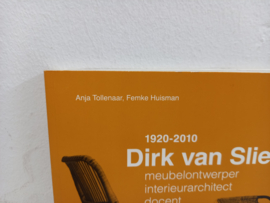 Anja Tollenaar, Femke Huisman
1920-2010
Dirk van Slie
meubelontwerper
interieurarchitect
docent